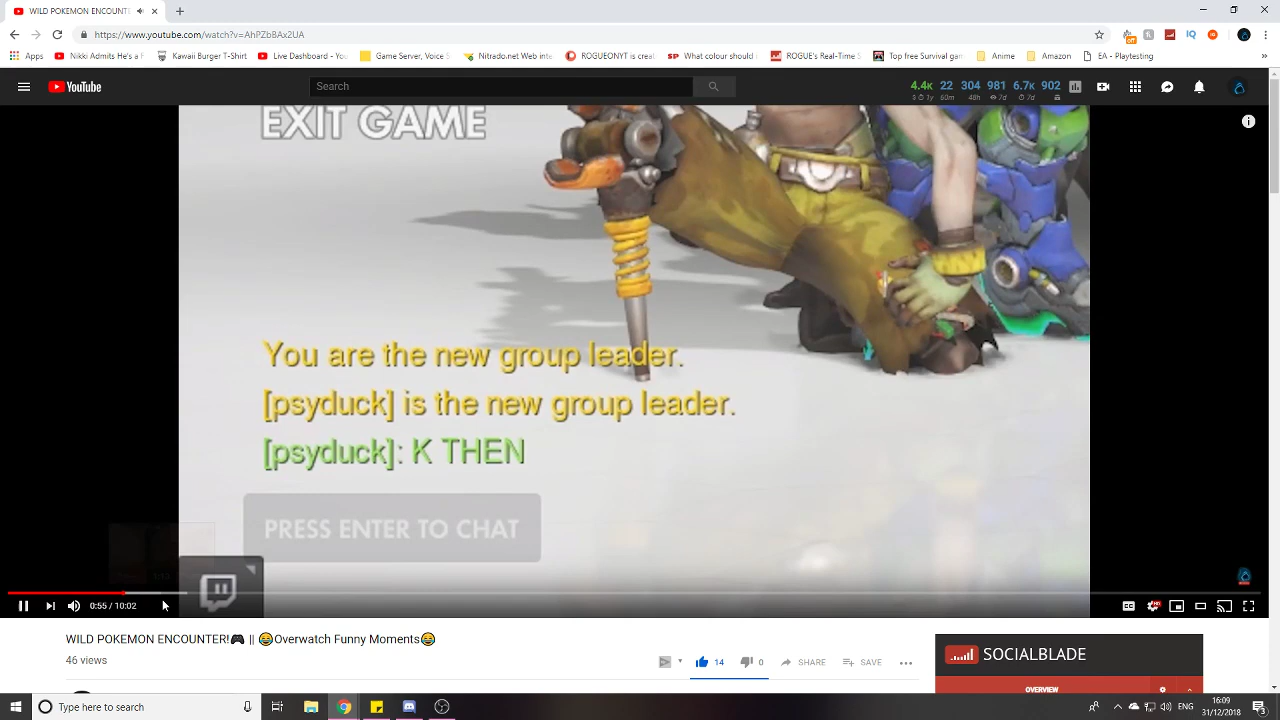 WILD POKEMON ENCOUNTER!
https://www.youtube.com/watch?v=AhPZbBAx2UA
Apps Nikki Admits He's a F Kawaii Burger T-Shirt Live Dashboard - You Game Server, Voice S Nitrado.net Web inte ROGUEONYT is creat What colour should i ROGUE's Real-Time S Top free Survival gam Anime Amazon EA - Playtesting
YouTube Search 4.4K 22 304 981 6.7K 902
1y 60m 48h 7d 7d
EXIT GAME
You are the new group leader.
[psyduck] is the new group leader.
[psyduck]: K THEN
PRESS ENTER TO CHAT
0:55 / 10:02
WILD POKEMON ENCOUNTER!🎮 || 😂Overwatch Funny Moments😂
46 views 14 0 SHARE SAVE
SOCIALBLADE
OVERVIEW
Type here to search ENG 16:09
31/12/2018